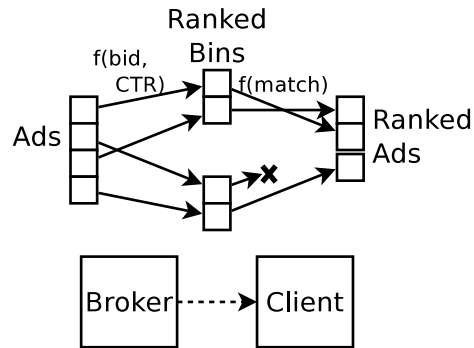 Ranked
Bins
f(bid,
CTR)
f(match)
Ads
Ranked
Ads
Broker
Client